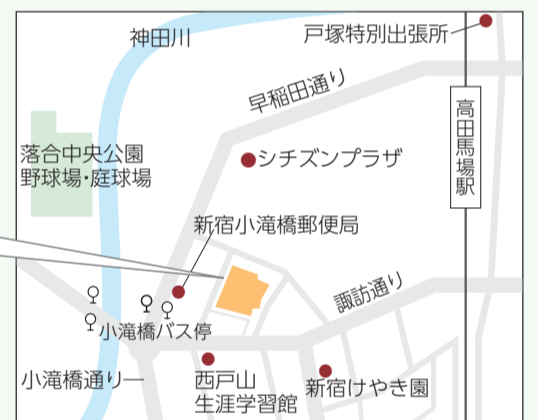 神田川
戸塚特別出張所
早稲田通り
高田馬場駅
落合中央公園
野球場・庭球場
シチズンプラザ
新宿小滝橋郵便局
諏訪通り
小滝橋バス停
小滝橋通り
西戸山
生涯学習館
新宿けやき園